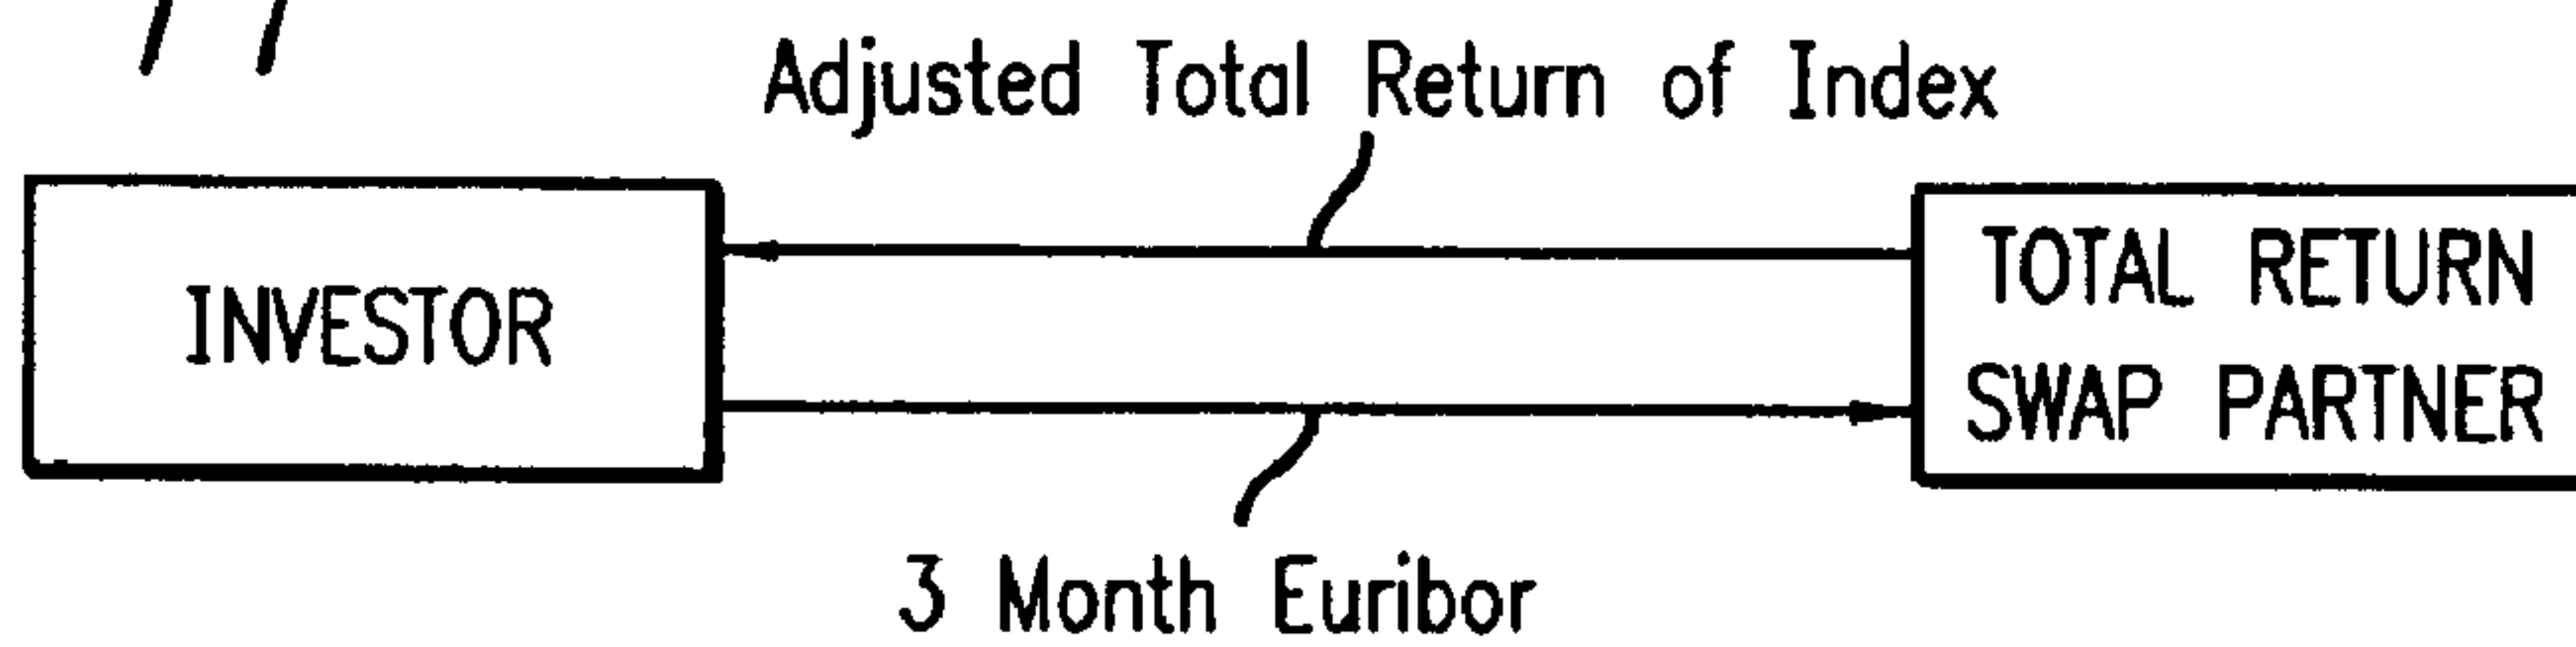 Adjusted Total Return of Index
INVESTOR
TOTAL RETURN
SWAP PARTNER
3 Month Euribor